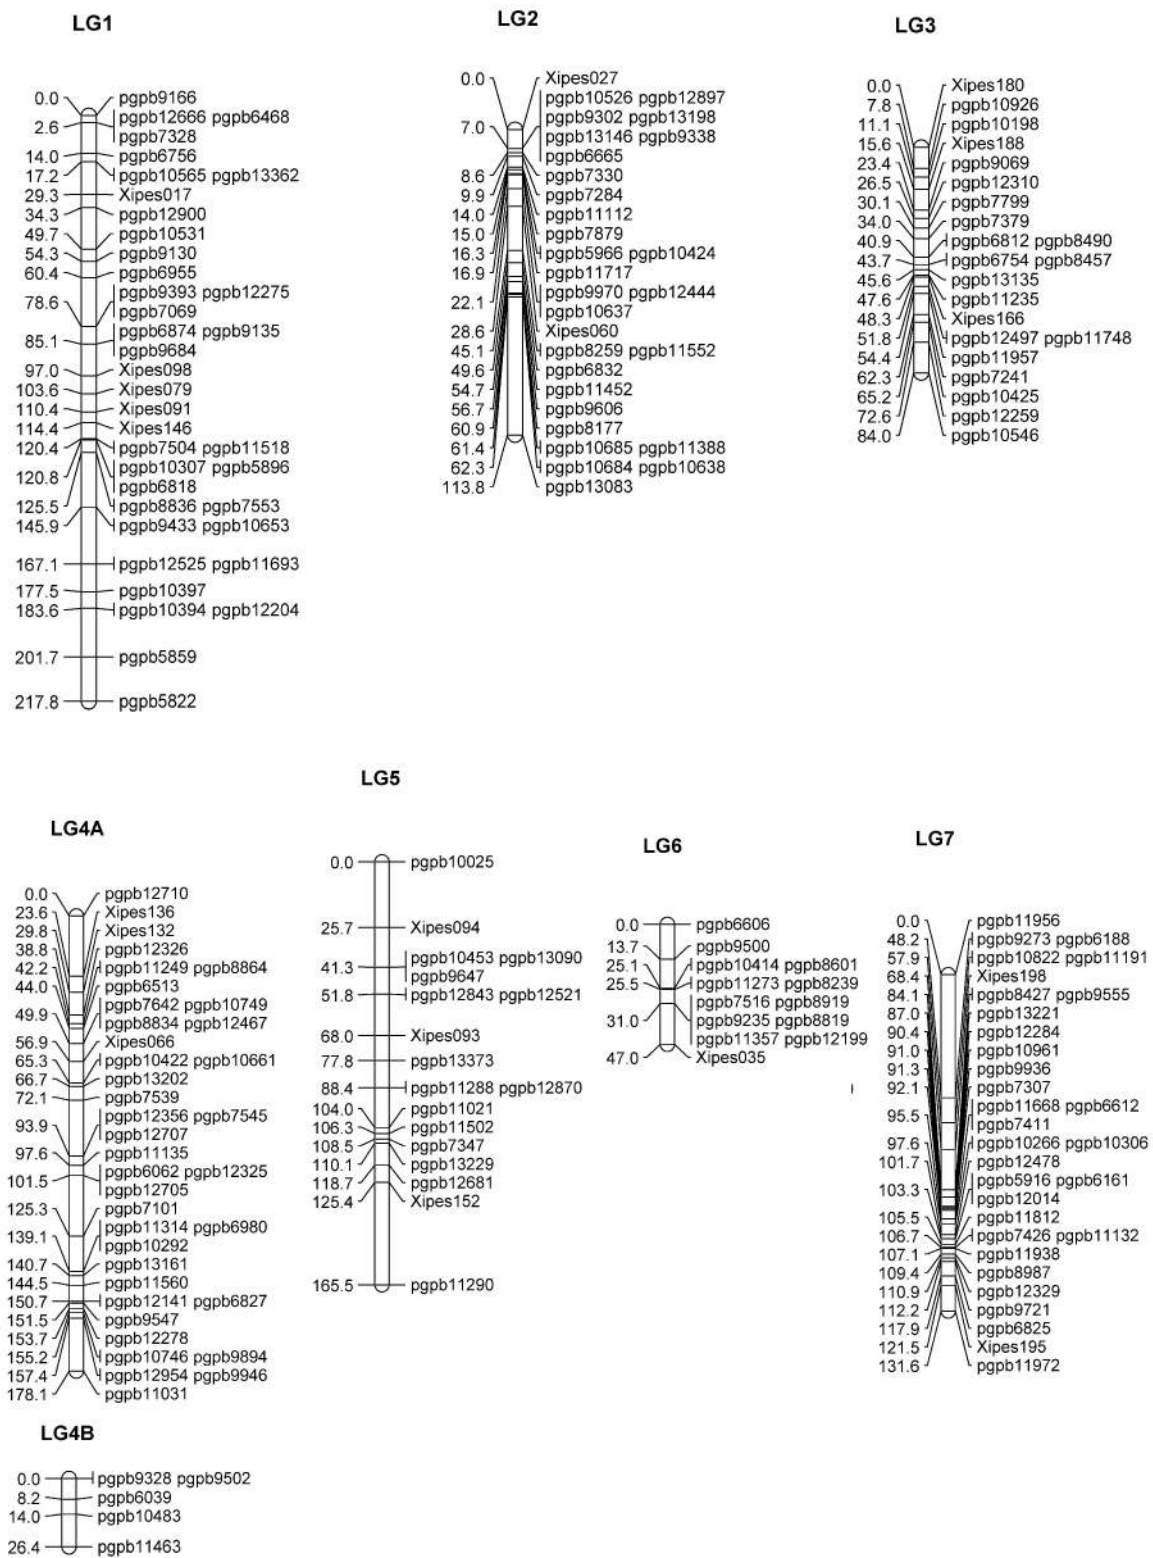 LG1
0.0 pgpb9166
2.6 pgpb12666 pgpb6468
pgpb7328
14.0 pgpb6756
17.2 pgpb10565 pgpb13362
29.3 Xipes017
34.3 pgpb12900
49.7 pgpb10531
54.3 pgpb9130
60.4 pgpb6955
78.6 pgpb9393 pgpb12275
pgpb7069
85.1 pgpb6874 pgpb9135
pgpb9684
97.0 Xipes098
103.6 Xipes079
110.4 Xipes091
114.4 Xipes146
120.4 pgpb7504 pgpb11518
120.8 pgpb10307 pgpb5896
pgpb6818
125.5 pgpb8836 pgpb7553
145.9 pgpb9433 pgpb10653
167.1 pgpb12525 pgpb11693
177.5 pgpb10397
183.6 pgpb10394 pgpb12204
201.7 pgpb5859
217.8 pgpb5822
LG2
0.0 Xipes027
pgpb10526 pgpb12897
7.0 pgpb9302 pgpb13198
pgpb13146 pgpb9338
pgpb6665
8.6 pgpb7330
9.9 pgpb7284
14.0 pgpb11112
15.0 pgpb7879
16.3 pgpb5966 pgpb10424
16.9 pgpb11717
22.1 pgpb9970 pgpb12444
pgpb10637
28.6 Xipes060
45.1 pgpb8259 pgpb11552
49.6 pgpb6832
54.7 pgpb11452
56.7 pgpb9606
60.9 pgpb8177
61.4 pgpb10685 pgpb11388
62.3 pgpb10684 pgpb10638
113.8 pgpb13083
LG3
0.0 Xipes180
7.8 pgpb10926
11.1 pgpb10198
15.6 Xipes188
23.4 pgpb9069
26.5 pgpb12310
30.1 pgpb7799
34.0 pgpb7379
40.9 pgpb6812 pgpb8490
43.7 pgpb6754 pgpb8457
45.6 pgpb13135
47.6 pgpb11235
48.3 Xipes166
51.8 pgpb12497 pgpb11748
54.4 pgpb11957
62.3 pgpb7241
65.2 pgpb10425
72.6 pgpb12259
84.0 pgpb10546
LG4A
0.0 pgpb12710
23.6 Xipes136
29.8 Xipes132
38.8 pgpb12326
42.2 pgpb11249 pgpb8864
44.0 pgpb6513
49.9 pgpb7642 pgpb10749
pgpb8834 pgpb12467
56.9 Xipes066
65.3 pgpb10422 pgpb10661
66.7 pgpb13202
72.1 pgpb7539
93.9 pgpb12356 pgpb7545
pgpb12707
97.6 pgpb11135
101.5 pgpb6062 pgpb12325
pgpb12705
125.3 pgpb7101
139.1 pgpb11314 pgpb6980
pgpb10292
140.7 pgpb13161
144.5 pgpb11560
150.7 pgpb12141 pgpb6827
151.5 pgpb9547
153.7 pgpb12278
155.2 pgpb10746 pgpb9894
157.4 pgpb12954 pgpb9946
178.1 pgpb11031
LG5
0.0 pgpb10025
25.7 Xipes094
41.3 pgpb10453 pgpb13090
pgpb9647
51.8 pgpb12843 pgpb12521
68.0 Xipes093
77.8 pgpb13373
88.4 pgpb11288 pgpb12870
104.0 pgpb11021
106.3 pgpb11502
108.5 pgpb7347
110.1 pgpb13229
118.7 pgpb12681
125.4 Xipes152
165.5 pgpb11290
LG6
0.0 pgpb6606
13.7 pgpb9500
25.1 pgpb10414 pgpb8601
25.5 pgpb11273 pgpb8239
pgpb7516 pgpb8919
31.0 pgpb9235 pgpb8819
pgpb11357 pgpb12199
47.0 Xipes035
LG7
0.0 pgpb11956
48.2 pgpb9273 pgpb6188
57.9 pgpb10822 pgpb11191
68.4 Xipes198
84.1 pgpb8427 pgpb9555
87.0 pgpb13221
90.4 pgpb12284
91.0 pgpb10961
91.3 pgpb9936
92.1 pgpb7307
95.5 pgpb11668 pgpb6612
pgpb7411
97.6 pgpb10266 pgpb10306
101.7 pgpb12478
103.3 pgpb5916 pgpb6161
pgpb12014
105.5 pgpb11812
106.7 pgpb7426 pgpb11132
107.1 pgpb11938
109.4 pgpb8987
110.9 pgpb12329
112.2 pgpb9721
117.9 pgpb6825
121.5 Xipes195
131.6 pgpb11972
LG4B
0.0 pgpb9328 pgpb9502
8.2 pgpb6039
14.0 pgpb10483
26.4 pgpb11463